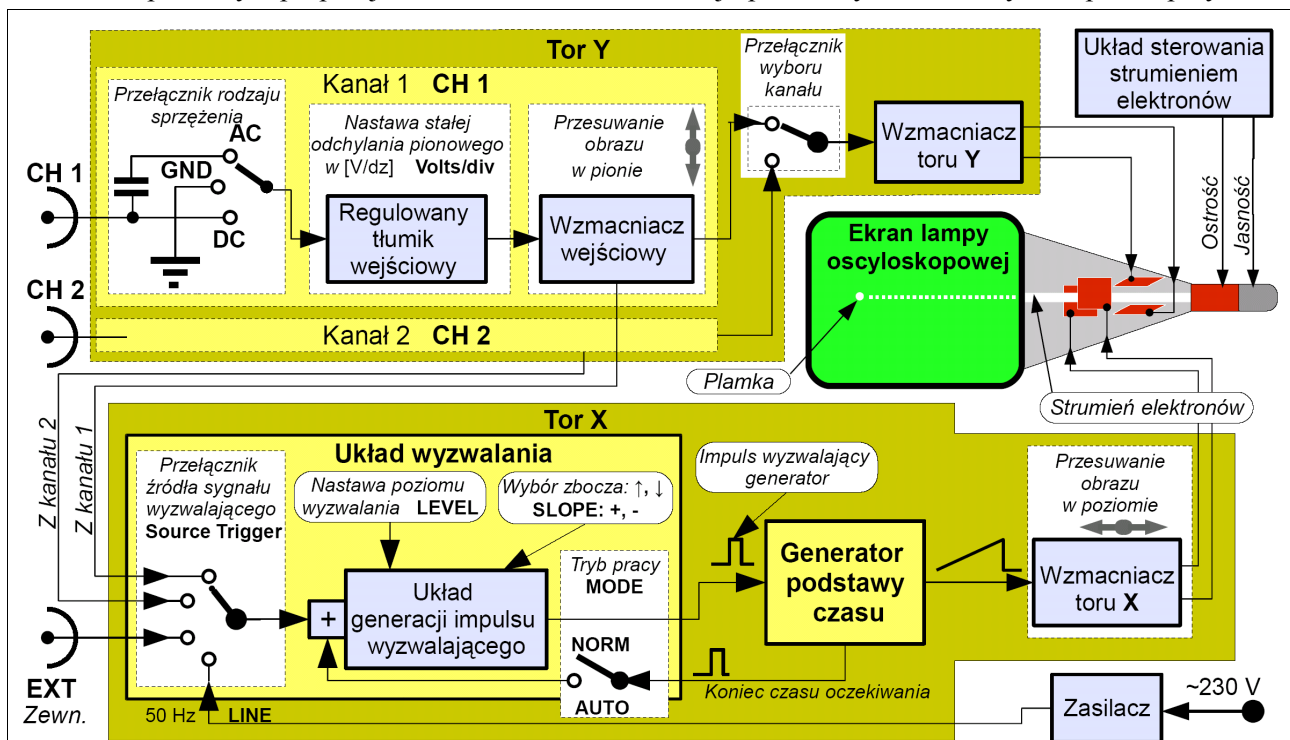 Tor Y
Kanał 1 CH 1
Przełącznik rodzaju
sprzężenia
AC
GND
DC
CH 1
Nastawa stałej
odchylania pionowego
w [V/dz] Volts/div
Regulowany
tłumik
wejściowy
Przesuwanie
obrazu
w pionie
Wzmacniacz
wejściowy
Przełącznik
wyboru
kanału
Wzmacniacz
toru Y
Układ sterowania
strumieniem
elektronów
Ostrość
Jasność
Ekran lampy
oscyloskopowej
Plamka
Strumień elektronów
CH 2
Kanał 2 CH 2
Z kanału 2
Z kanału 1
Tor X
Układ wyzwalania
Przełącznik
źródła sygnału
wyzwalającego
Source Trigger
Nastawa poziomu
wyzwalania LEVEL
Wybór zbocza: ↑, ↓
SLOPE: +, -
Impuls wyzwalający
generator
+
Układ
generacji impulsu
wyzwalającego
Tryb pracy
MODE
NORM
AUTO
Generator
podstawy
czasu
Koniec czasu oczekiwania
Przesuwanie
obrazu
w poziomie
Wzmacniacz
toru X
EXT
Zewn.
50 Hz LINE
Zasilacz
~230 V